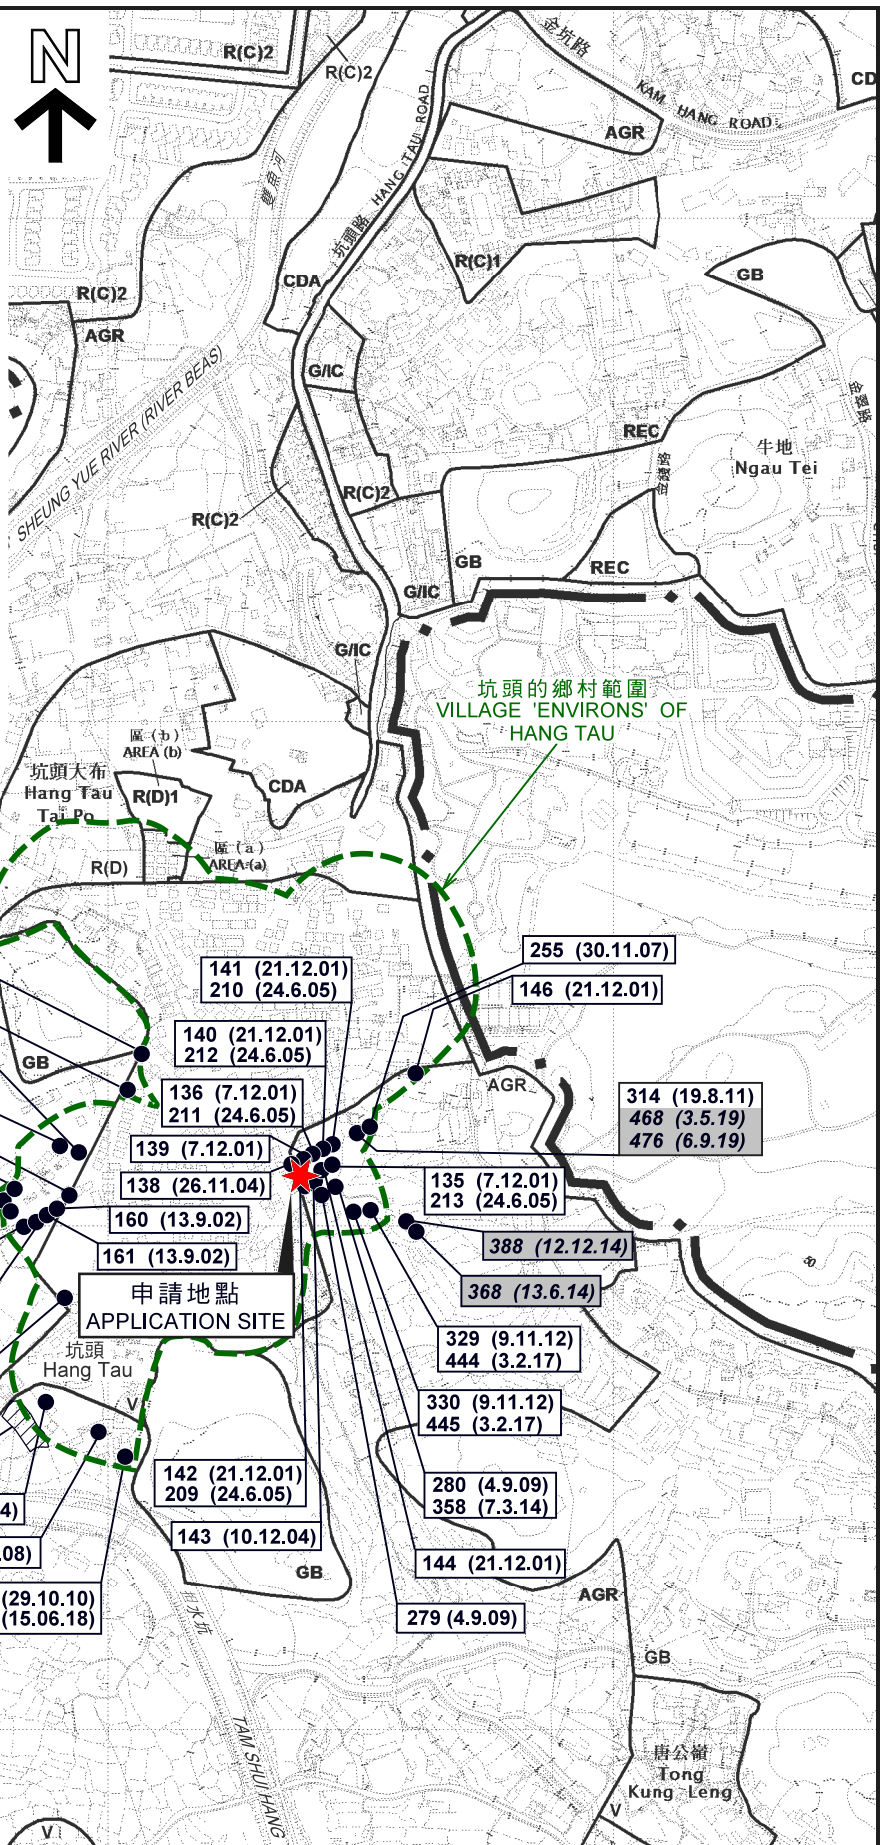 N
R(C)2
R(C)2
金坑路
KAM HANG ROAD
CD
AGR
雙魚河
坑頭路 HANG TAU ROAD
R(C)1
GB
CDA
R(C)2
AGR
G/IC
SHEUNG YUE RIVER (RIVER BEAS)
金翠路
REC
牛地
Ngau Tei
金錢路
R(C)2
R(C)2
GB
REC
G/IC
G/IC
坑頭的鄉村範圍
VILLAGE 'ENVIRONS' OF
HANG TAU
區 (b)
AREA (b)
坑頭大布
Hang Tau
Tai Po
R(D)1
CDA
區 (a)
AREA (a)
R(D)
255 (30.11.07)
141 (21.12.01)
210 (24.6.05)
146 (21.12.01)
140 (21.12.01)
212 (24.6.05)
GB
AGR
136 (7.12.01)
211 (24.6.05)
314 (19.8.11)
468 (3.5.19)
476 (6.9.19)
139 (7.12.01)
138 (26.11.04)
135 (7.12.01)
213 (24.6.05)
160 (13.9.02)
161 (13.9.02)
388 (12.12.14)
50
368 (13.6.14)
申請地點
APPLICATION SITE
329 (9.11.12)
444 (3.2.17)
坑頭
Hang Tau
V
330 (9.11.12)
445 (3.2.17)
142 (21.12.01)
209 (24.6.05)
280 (4.9.09)
358 (7.3.14)
4)
143 (10.12.04)
.08)
144 (21.12.01)
GB
(29.10.10)
(15.06.18)
AGR
279 (4.9.09)
水坑
GB
TAM SHUI HANG
唐公嶺
Tong
Kung Leng
V
V